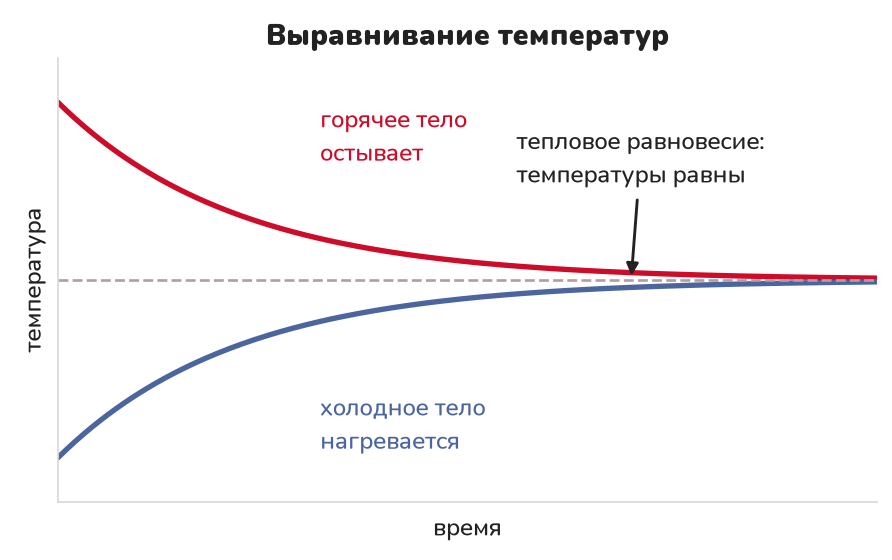 Выравнивание температур
горячее тело
остывает
тепловое равновесие:
температуры равны
температура
холодное тело
нагревается
время